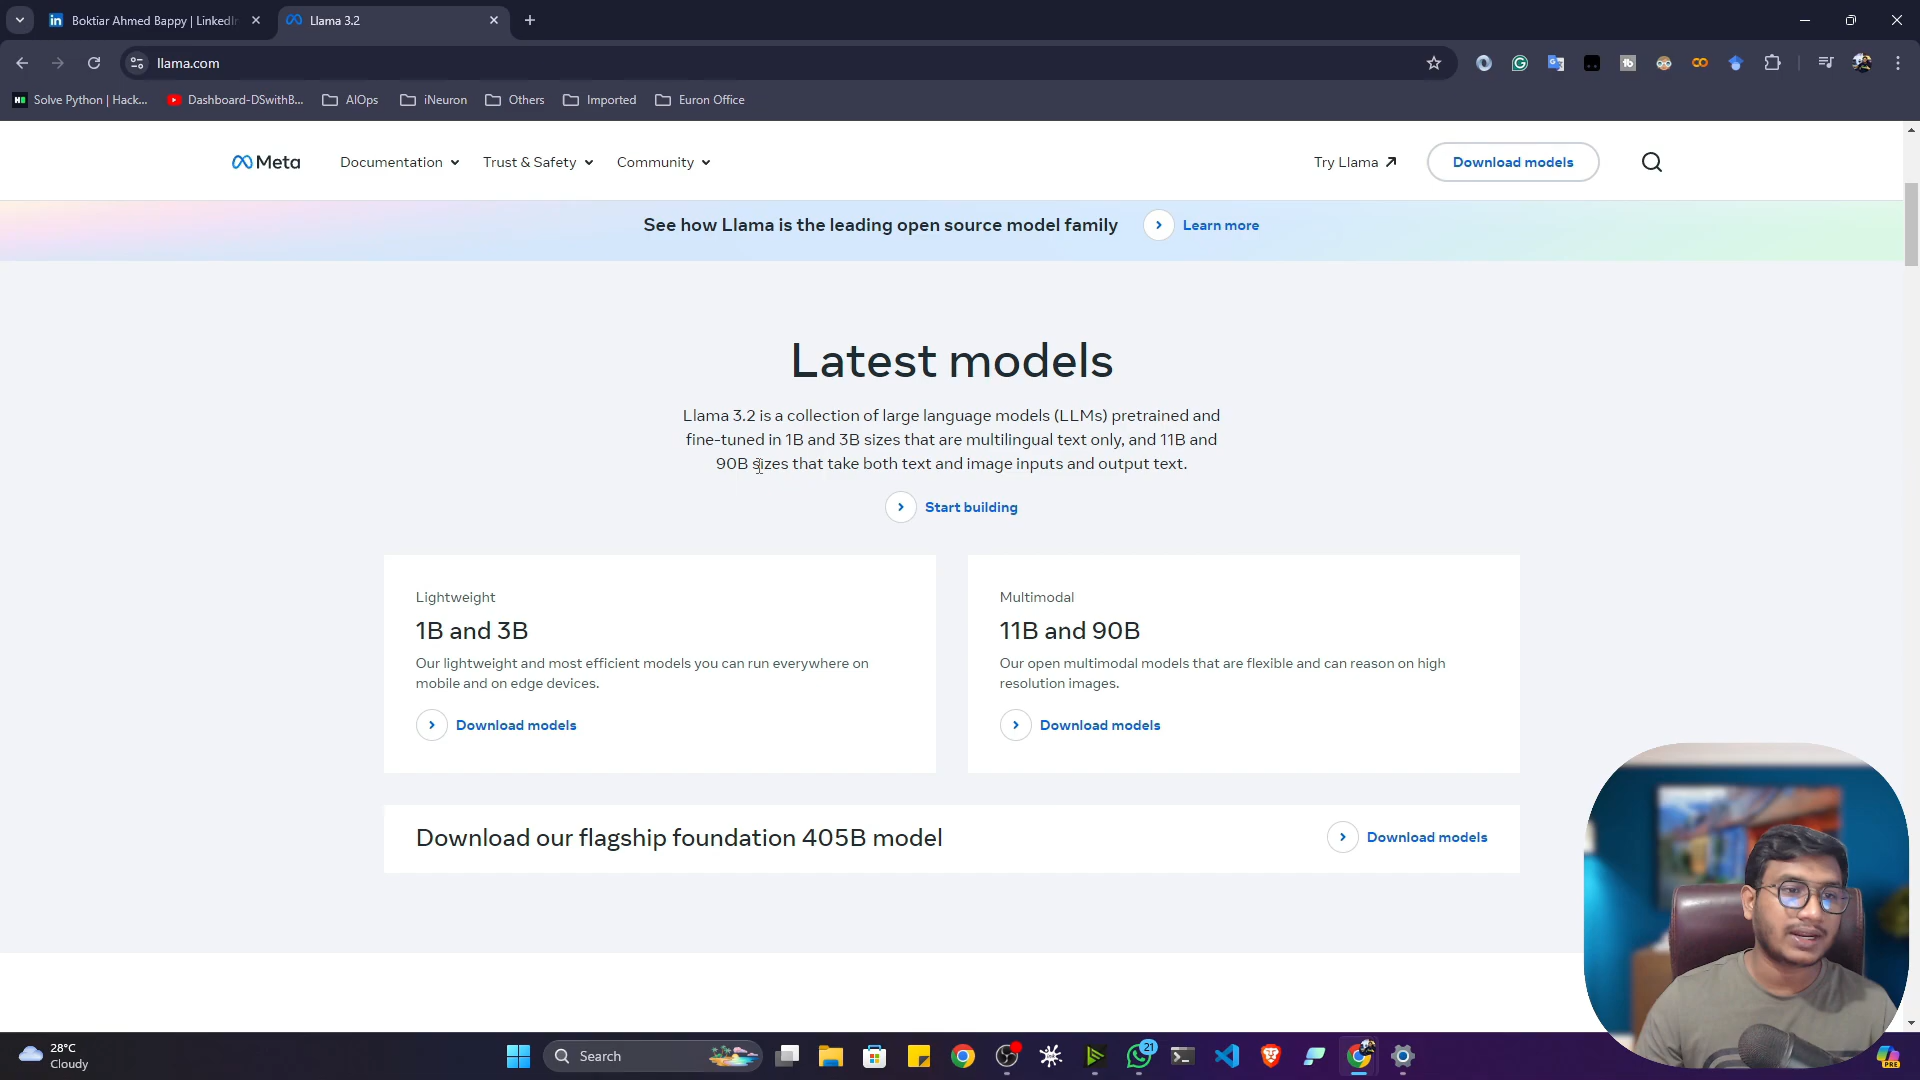 Boktiar Ahmed Bappy | LinkedIn
Llama 3.2
llama.com
Solve Python | Hack...
Dashboard-DSwithB...
AIOps
iNeuron
Others
Imported
Euron Office
Meta
Documentation
Trust & Safety
Community
Try Llama
Download models
See how Llama is the leading open source model family
Learn more
Latest models
Llama 3.2 is a collection of large language models (LLMs) pretrained and
fine-tuned in 1B and 3B sizes that are multilingual text only, and 11B and
90B sizes that take both text and image inputs and output text.
Start building
Lightweight
1B and 3B
Our lightweight and most efficient models you can run everywhere on
mobile and on edge devices.
Download models
Multimodal
11B and 90B
Our open multimodal models that are flexible and can reason on high
resolution images.
Download models
Download our flagship foundation 405B model
Download models
28°C
Cloudy
Search
21
PRE